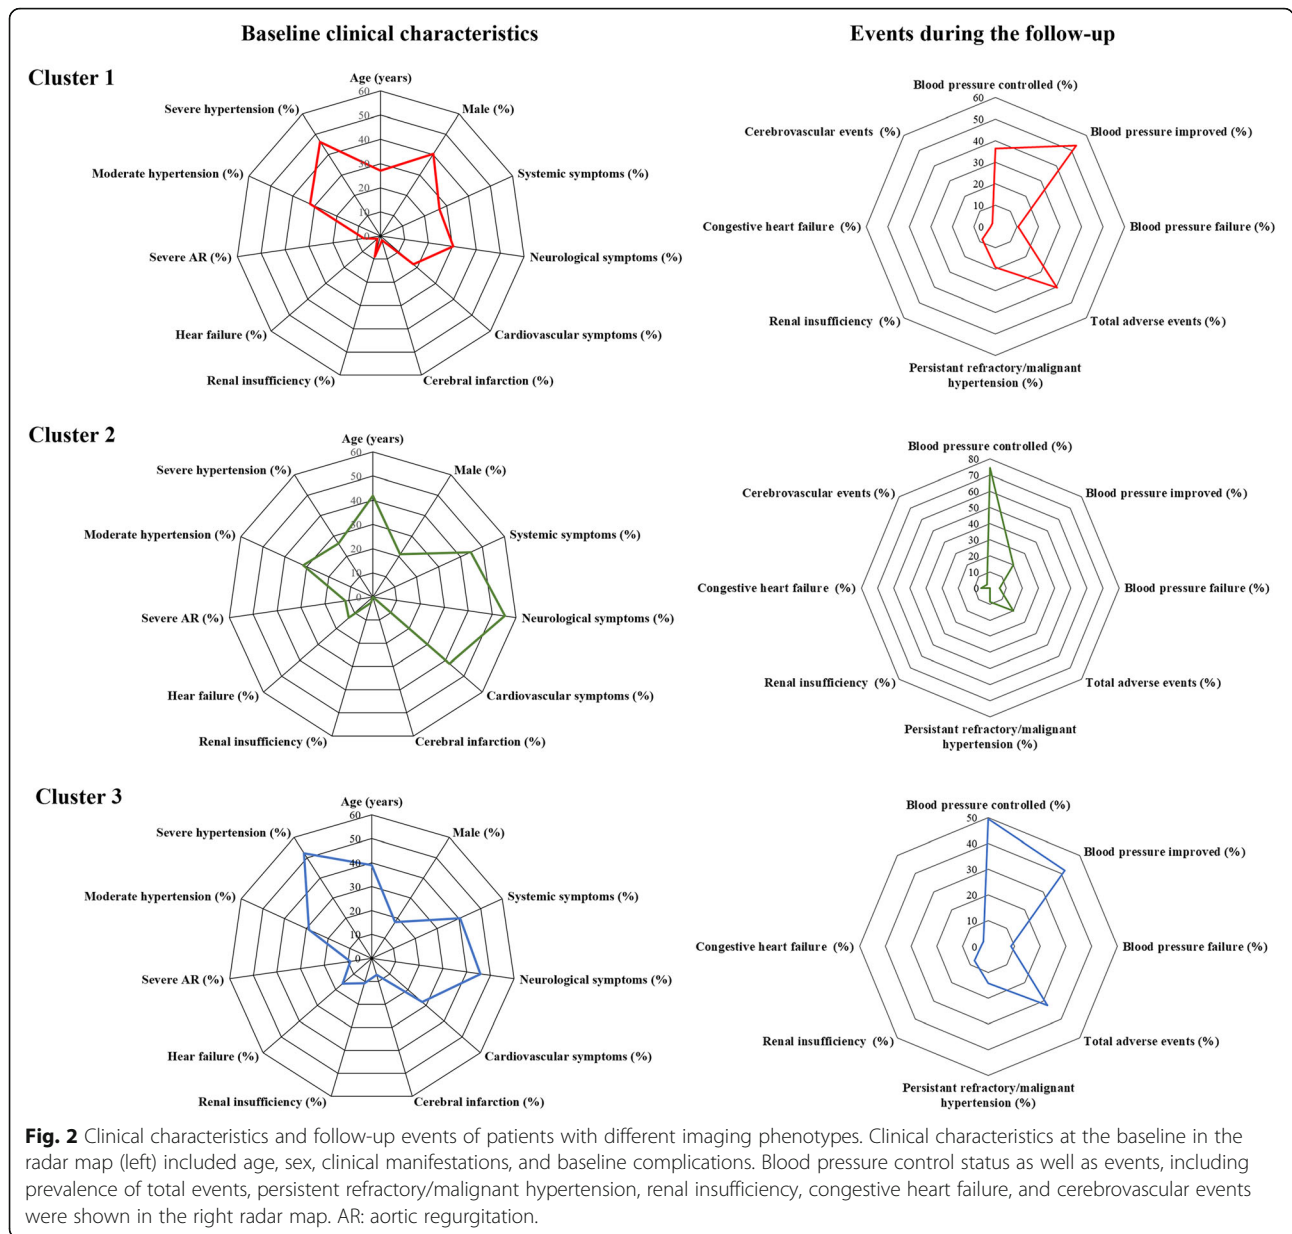 Baseline clinical characteristics
Events during the follow-up
Cluster 1
Age (years)
Male (%)
Systemic symptoms (%)
Neurological symptoms (%)
Cardiovascular symptoms (%)
Cerebral infarction (%)
Renal insufficiency (%)
Hear failure (%)
Severe AR (%)
Moderate hypertension (%)
Severe hypertension (%)
60
50
40
30
20
10
0
Blood pressure controlled (%)
Blood pressure improved (%)
Blood pressure failure (%)
Total adverse events (%)
Persistant refractory/malignant
hypertension (%)
Renal insufficiency (%)
Congestive heart failure (%)
Cerebrovascular events (%)
60
50
40
30
20
10
0
Cluster 2
Age (years)
Male (%)
Systemic symptoms (%)
Neurological symptoms (%)
Cardiovascular symptoms (%)
Cerebral infarction (%)
Renal insufficiency (%)
Hear failure (%)
Severe AR (%)
Moderate hypertension (%)
Severe hypertension (%)
60
50
40
30
20
10
0
Blood pressure controlled (%)
Blood pressure improved (%)
Blood pressure failure (%)
Total adverse events (%)
Persistant refractory/malignant
hypertension (%)
Renal insufficiency (%)
Congestive heart failure (%)
Cerebrovascular events (%)
80
70
60
50
40
30
20
10
0
Cluster 3
Age (years)
Male (%)
Systemic symptoms (%)
Neurological symptoms (%)
Cardiovascular symptoms (%)
Cerebral infarction (%)
Renal insufficiency (%)
Hear failure (%)
Severe AR (%)
Moderate hypertension (%)
Severe hypertension (%)
60
50
40
30
20
10
0
Blood pressure controlled (%)
Blood pressure improved (%)
Blood pressure failure (%)
Total adverse events (%)
Persistant refractory/malignant
hypertension (%)
Renal insufficiency (%)
Congestive heart failure (%)
50
40
30
20
10
0
Fig. 2 Clinical characteristics and follow-up events of patients with different imaging phenotypes. Clinical characteristics at the baseline in the
radar map (left) included age, sex, clinical manifestations, and baseline complications. Blood pressure control status as well as events, including
prevalence of total events, persistent refractory/malignant hypertension, renal insufficiency, congestive heart failure, and cerebrovascular events
were shown in the right radar map. AR: aortic regurgitation.